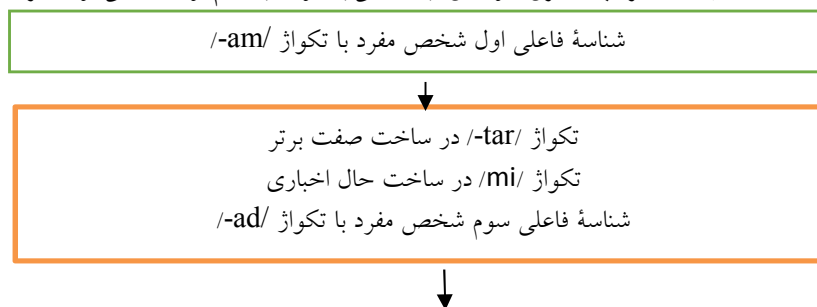 شناسهٔ فاعلی اول شخص مفرد با تکواژ /-am/
تکواژ /-tar/ در ساخت صفت برتر
تکواژ /mi/ در ساخت حال اخباری
شناسهٔ فاعلی سوم شخص مفرد با تکواژ /-ad/